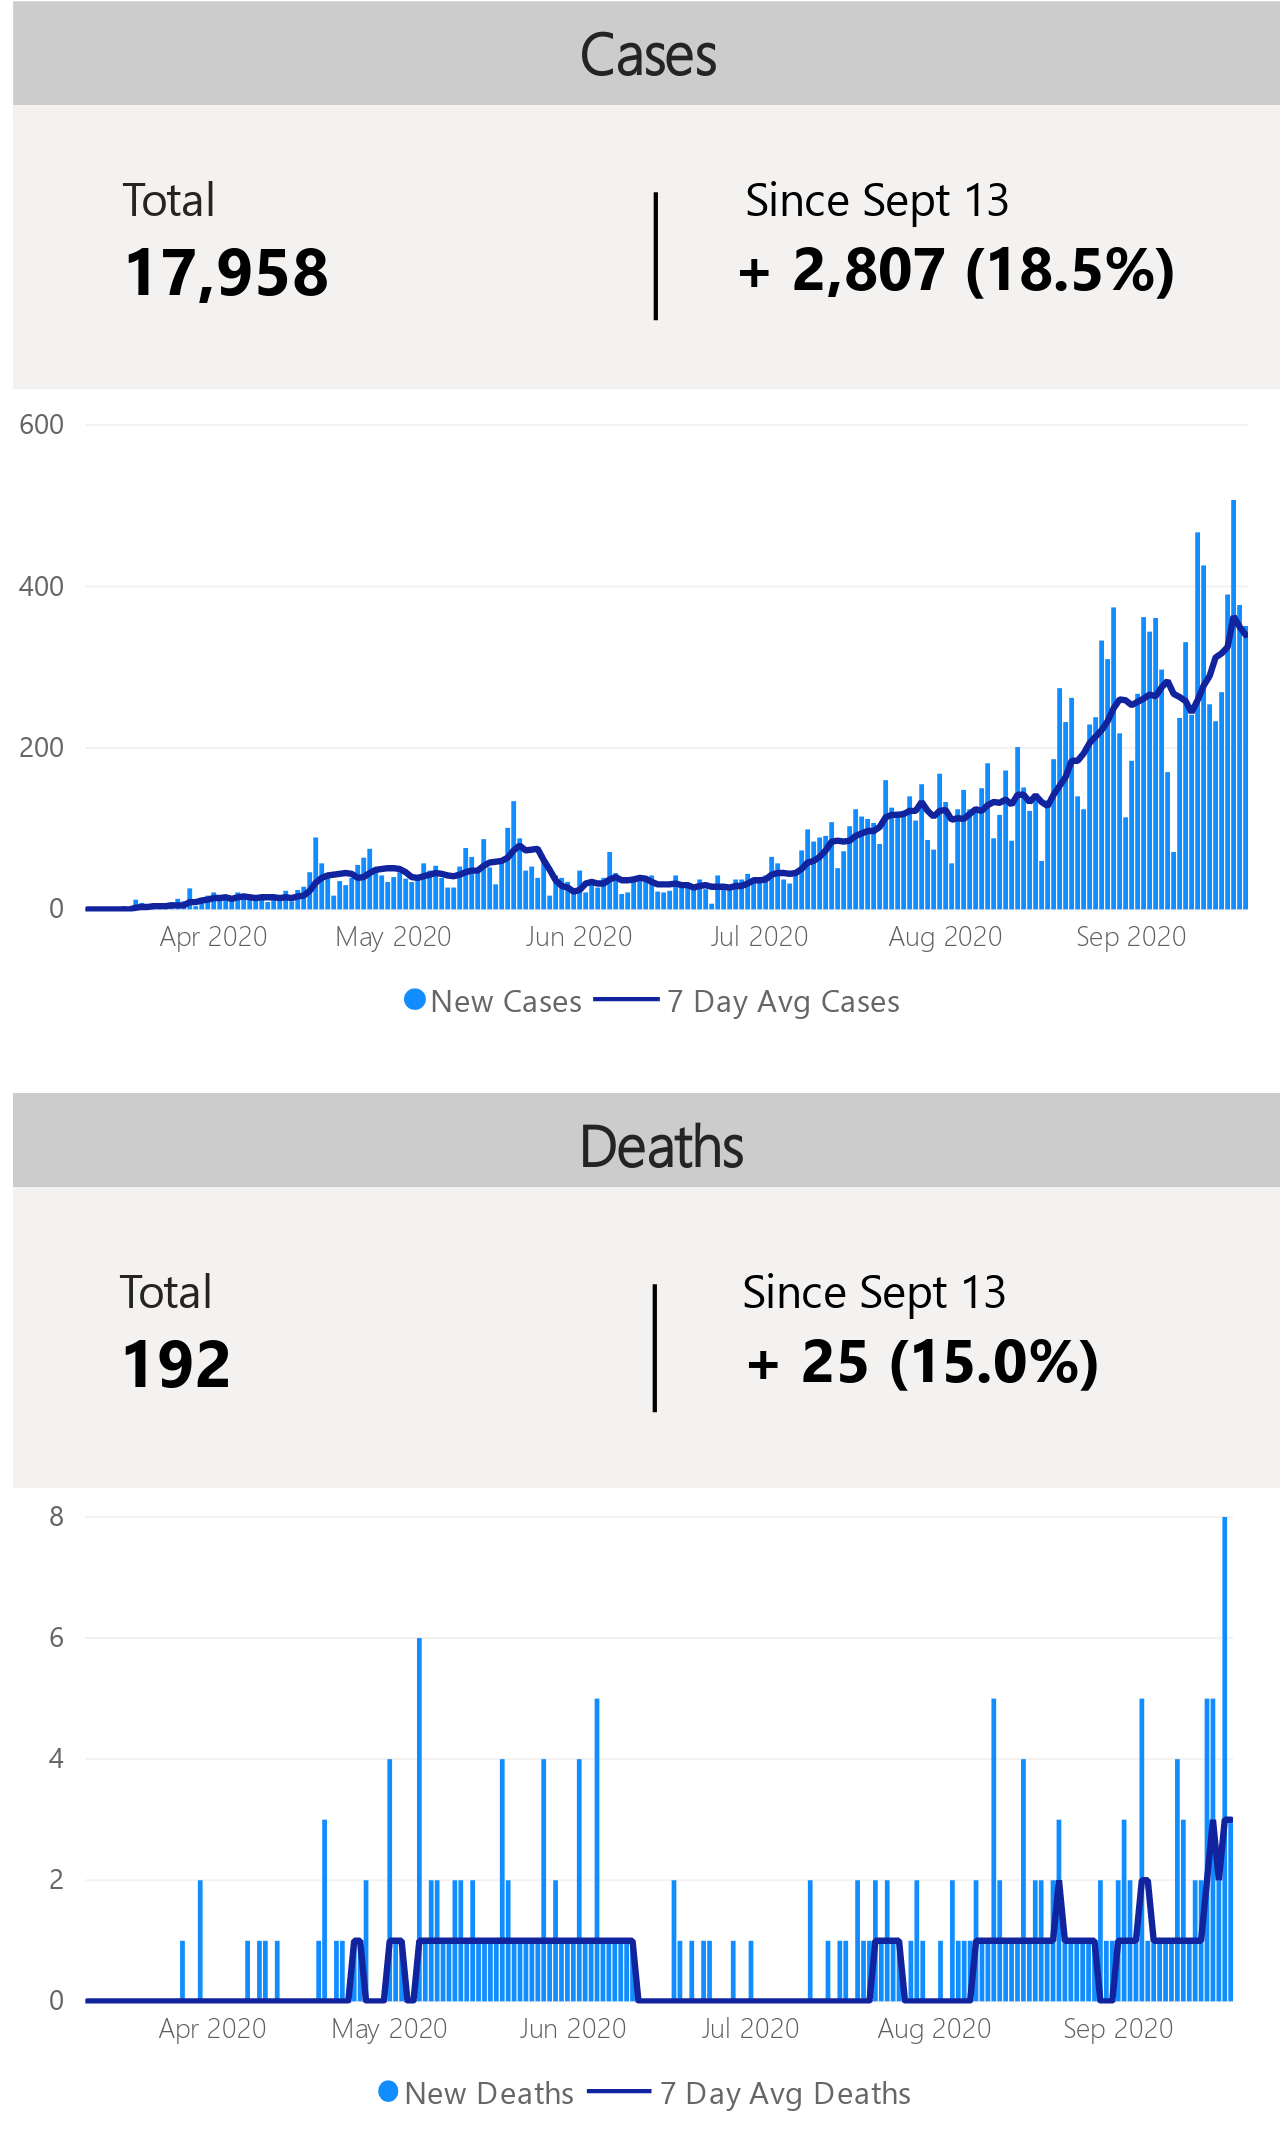 Cases
Total
Since Sept 13
17,958
+ 2,807 (18.5%)
600
400
200
0
Apr 2020
May 2020
Jun 2020
Jul 2020
Aug 2020
Sep 2020
New Cases
7 Day Avg Cases
Deaths
Total
Since Sept 13
192
+ 25 (15.0%)
8
6
4
2
0
Apr 2020
May 2020
Jun 2020
Jul 2020
Aug 2020
Sep 2020
New Deaths
7 Day Avg Deaths